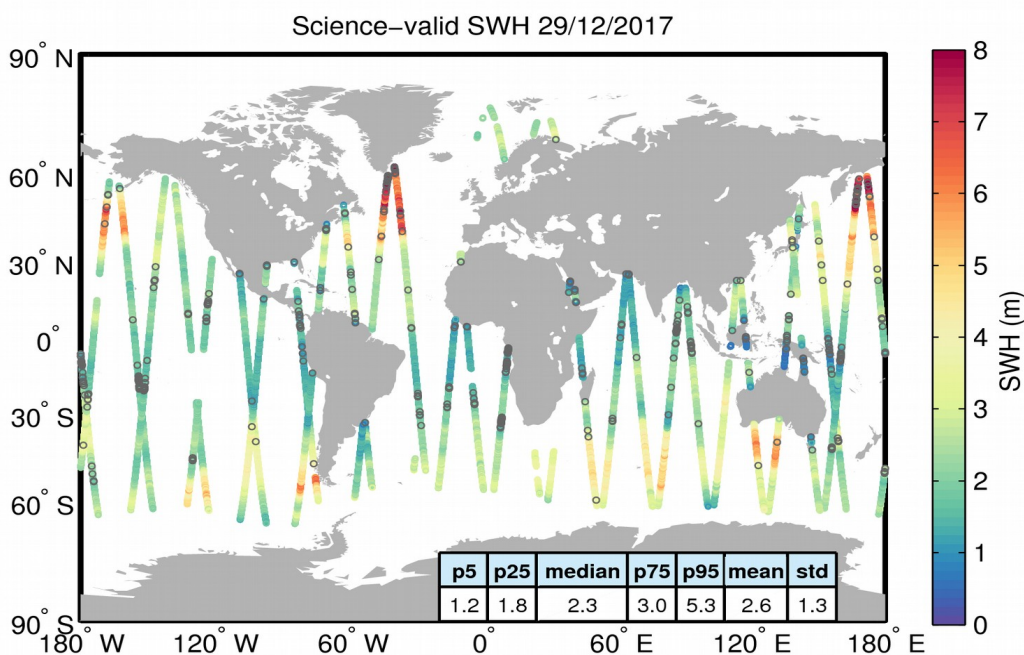 Science−valid SWH 29/12/2017
90° N
60° N
30° N
0°
30° S
60° S
90° S
180° W
120° W
60° W
0°
60° E
120° E
180° E
p5 p25 median p75 p95 mean std
1.2 1.8 2.3 3.0 5.3 2.6 1.3
8
7
6
5
4
3
2
1
0
SWH (m)